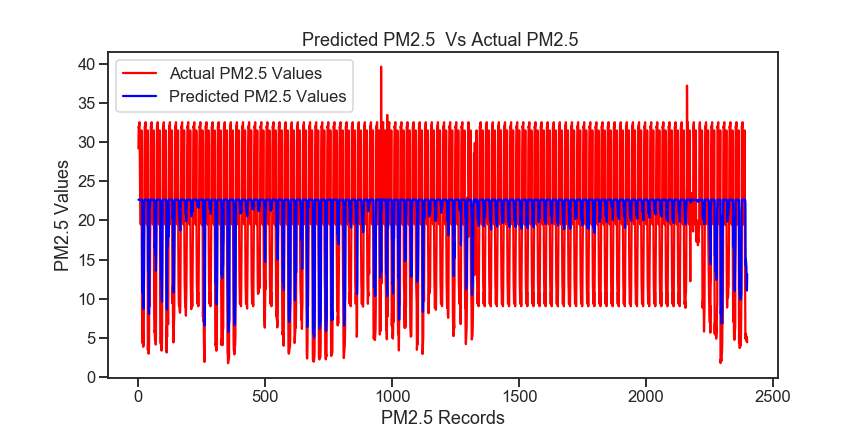 Predicted PM2.5  Vs Actual PM2.5
Actual PM2.5 Values
Predicted PM2.5 Values
40
35
30
25
20
15
10
5
0
PM2.5 Values
0 500 1000 1500 2000 2500
PM2.5 Records